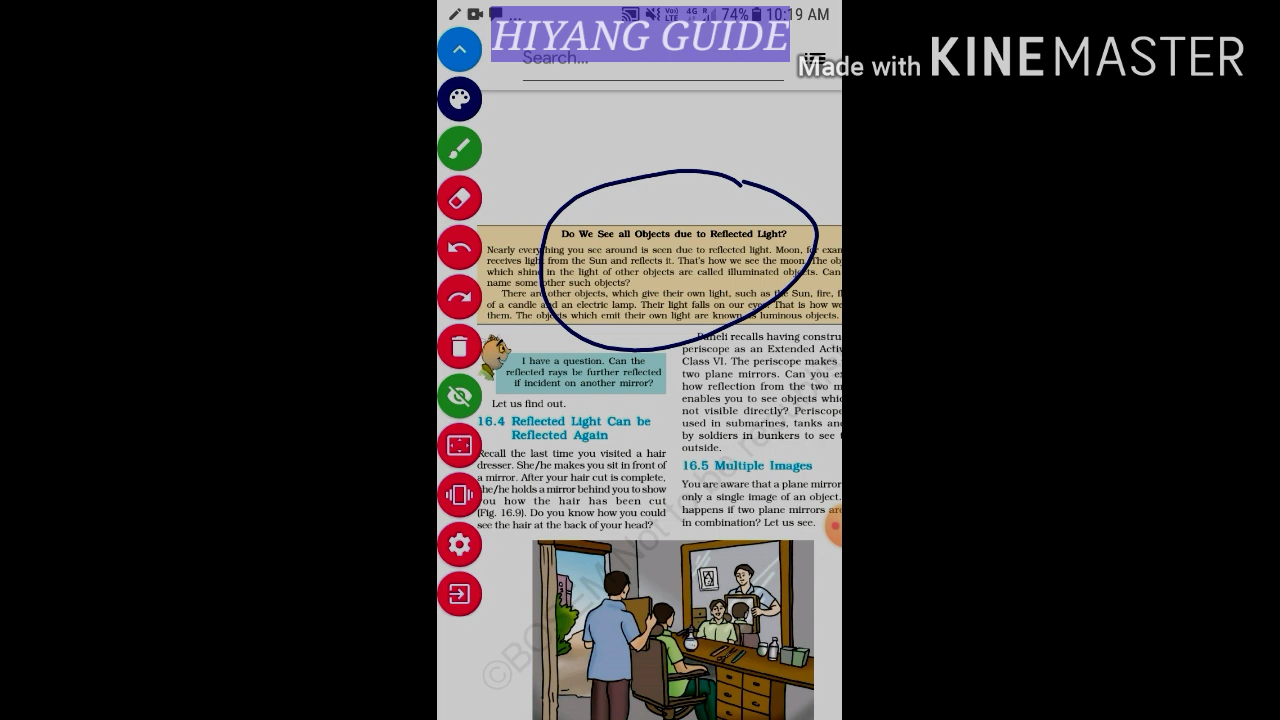 10:19 AM
74%
4G
R
Vo))
LTE
HIYANG GUIDE
Search...
Made with KINEMASTER
Do We See all Objects due to Reflected Light?
Nearly everything you see around is seen due to reflected light. Moon, for exam
receives light from the Sun and reflects it. That's how we see the moon. The obj
which shine in the light of other objects are called illuminated objects. Can
name some other such objects?
There are other objects, which give their own light, such as the Sun, fire, fl
of a candle and an electric lamp. Their light falls on our eyes. That is how we
them. The objects which emit their own light are known as luminous objects.
I have a question. Can the
reflected rays be further reflected
if incident on another mirror?
Let us find out.
16.4 Reflected Light Can be
Reflected Again
Recall the last time you visited a hair
dresser. She/he makes you sit in front of
a mirror. After your hair cut is complete,
she/he holds a mirror behind you to show
you how the hair has been cut
(Fig. 16.9). Do you know how you could
see the hair at the back of your head?
Paheli recalls having constru
periscope as an Extended Activ
Class VI. The periscope makes
two plane mirrors. Can you ex
how reflection from the two m
enables you to see objects whic
not visible directly? Periscope
used in submarines, tanks and
by soldiers in bunkers to see t
outside.
16.5 Multiple Images
You are aware that a plane mirror
only a single image of an object.
happens if two plane mirrors are
in combination? Let us see.